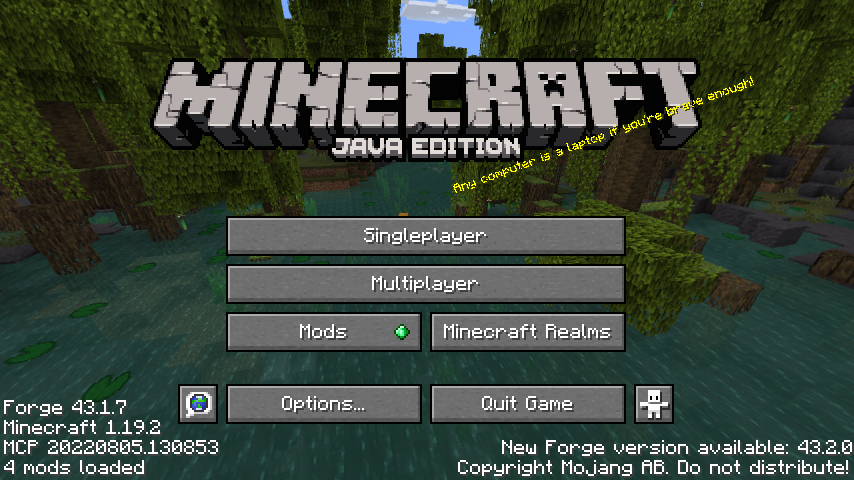 MINECRAFT
JAVA EDITION
Any computer is a laptop if you're brave enough!
Singleplayer
Multiplayer
Mods
Minecraft Realms
Options...
Quit Game
Forge 43.1.7
Minecraft 1.19.2
MCP 20220805.130853
4 mods loaded
New Forge version available: 43.2.0
Copyright Mojang AB. Do not distribute!